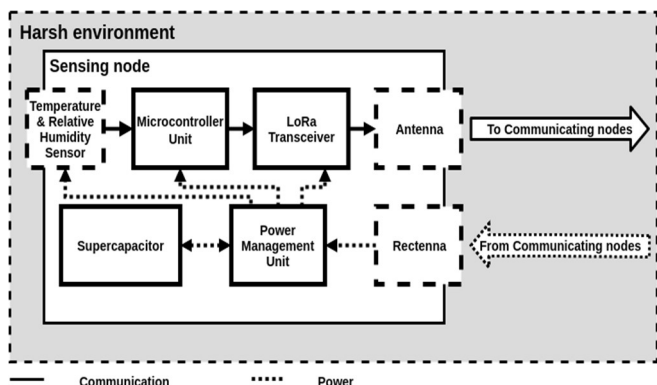 Harsh environment
Sensing node
Temperature
& Relative
Humidity
Sensor
Microcontroller
Unit
LoRa
Transceiver
Antenna
To Communicating nodes
Supercapacitor
Power
Management
Unit
Rectenna
From Communicating nodes
Communication
Power